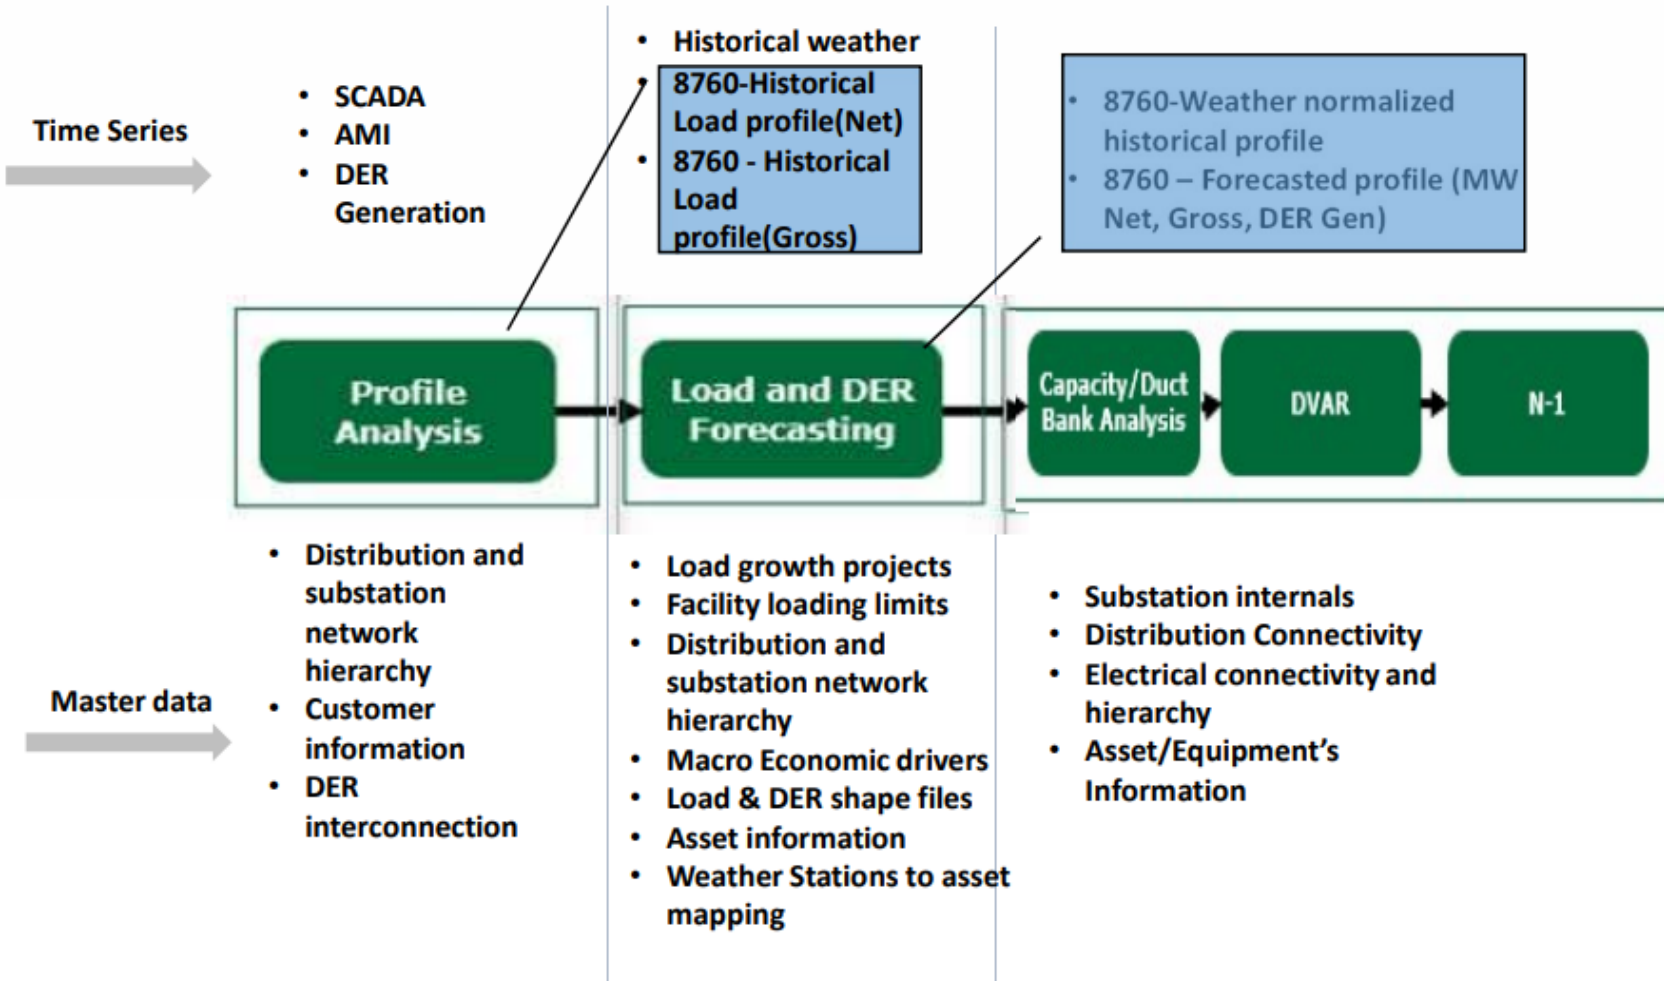 Time Series
• SCADA
• AMI
• DER
Generation
• Historical weather
• 8760-Historical
Load profile(Net)
• 8760 - Historical
Load
profile(Gross)
• 8760-Weather normalized
historical profile
• 8760 – Forecasted profile (MW
Net, Gross, DER Gen)
Profile
Analysis
Load and DER
Forecasting
Capacity/Duct
Bank Analysis
DVAR
N-1
Master data
• Distribution and
substation
network
hierarchy
• Customer
information
• DER
interconnection
• Load growth projects
• Facility loading limits
• Distribution and
substation network
hierarchy
• Macro Economic drivers
• Load & DER shape files
• Asset information
• Weather Stations to asset
mapping
• Substation internals
• Distribution Connectivity
• Electrical connectivity and
hierarchy
• Asset/Equipment’s
Information